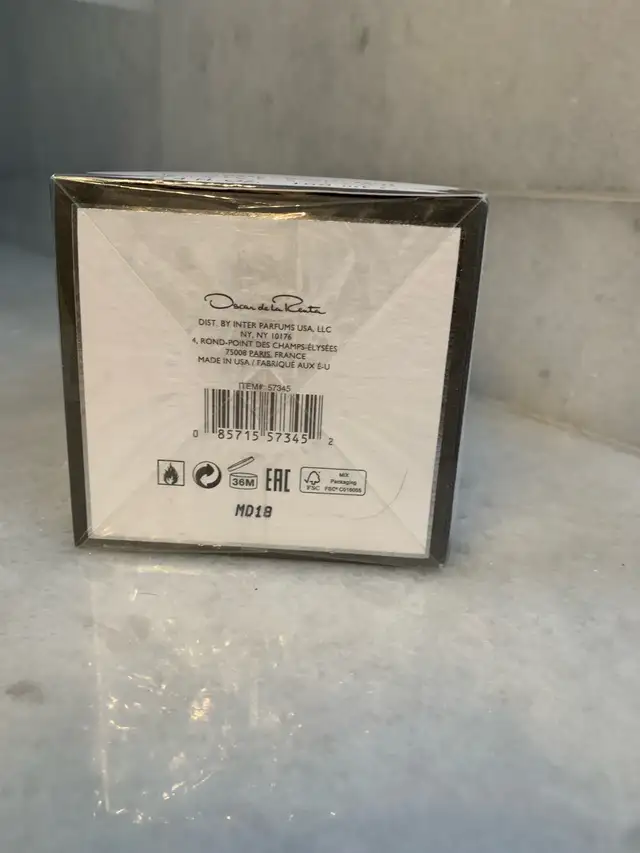 Oscar de la Renta
DIST. BY INTER PARFUMS USA, LLC
NY, NY 10176
4, ROND-POINT DES CHAMPS-ÉLYSÉES
75008 PARIS, FRANCE
MADE IN USA / FABRIQUÉ AUX É-U
ITEM#: 57345
0 85715 57345 2
36M EAC FSC MIX
Packaging
FSC® C016055
MD18